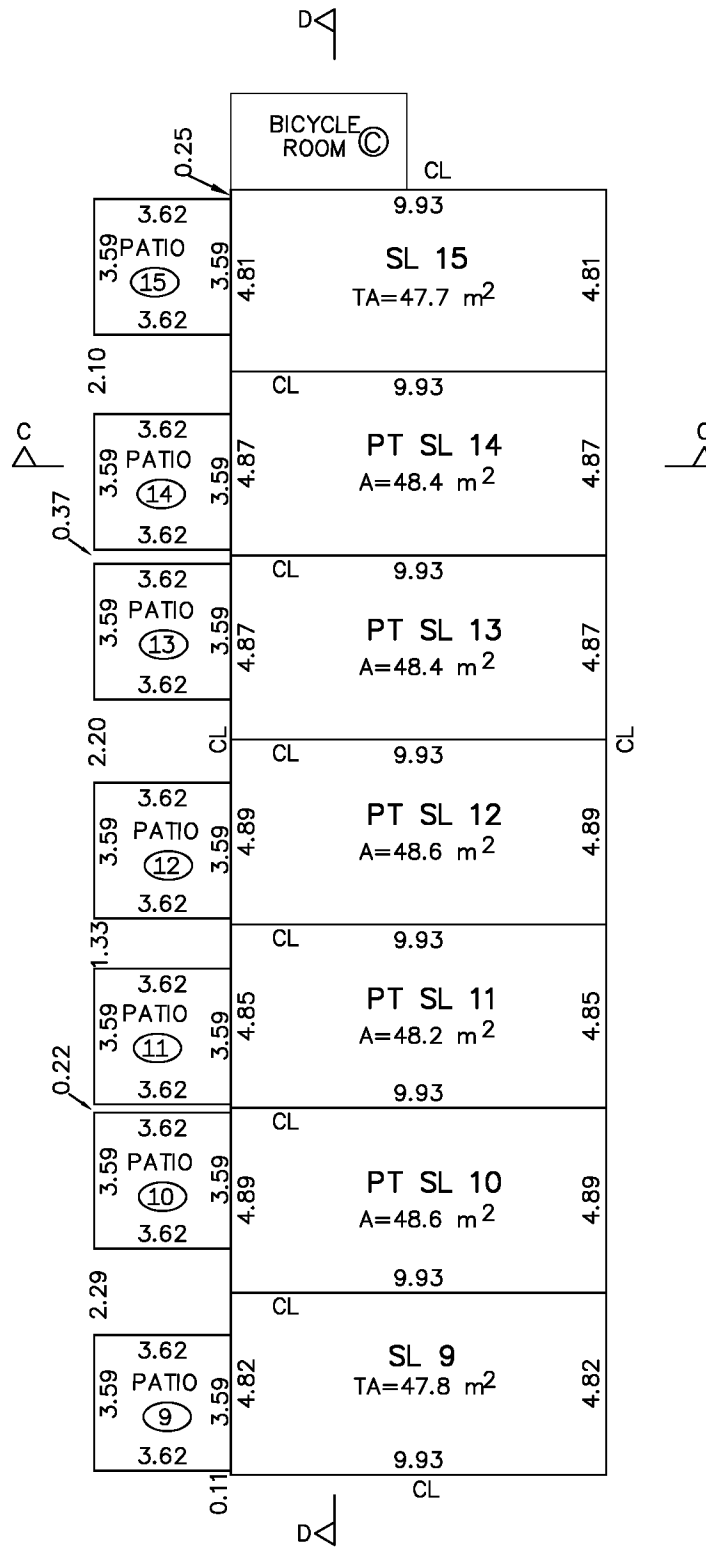 D
BICYCLE
ROOM Ⓒ
0.25
CL
3.62
9.93
3.59
PATIO
3.59
4.81
SL 15
4.81
15
TA=47.7 m²
3.62
2.10
CL
9.93
C
C
3.62
3.59
PATIO
3.59
4.87
PT SL 14
4.87
14
A=48.4 m²
3.62
0.37
CL
9.93
3.62
3.59
PATIO
3.59
4.87
PT SL 13
4.87
13
A=48.4 m²
3.62
2.20
CL
CL
9.93
CL
3.62
3.59
PATIO
3.59
4.89
PT SL 12
4.89
12
A=48.6 m²
3.62
1.33
CL
9.93
3.62
3.59
PATIO
3.59
4.85
PT SL 11
4.85
11
A=48.2 m²
3.62
9.93
0.22
CL
3.62
3.59
PATIO
3.59
4.89
PT SL 10
4.89
10
A=48.6 m²
3.62
9.93
2.29
CL
3.62
3.59
PATIO
3.59
4.82
SL 9
4.82
9
TA=47.8 m²
3.62
9.93
0.11
CL
D